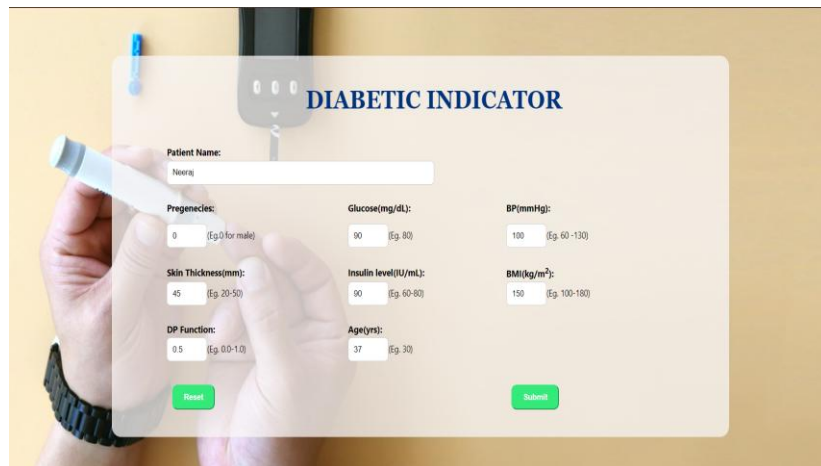 DIABETIC INDICATOR
Patient Name:
Neeraj
Pregenecies: Glucose(mg/dL): BP(mmHg):
0 (Eg.0 for male) 90 (Eg. 80) 100 (Eg. 60 -130)
Skin Thickness(mm): Insulin level(IU/mL): BMI(kg/m²):
45 (Eg. 20-50) 90 (Eg. 60-80) 150 (Eg. 100-180)
DP Function: Age(yrs):
0.5 (Eg. 0.0-1.0) 37 (Eg. 30)
Reset Submit